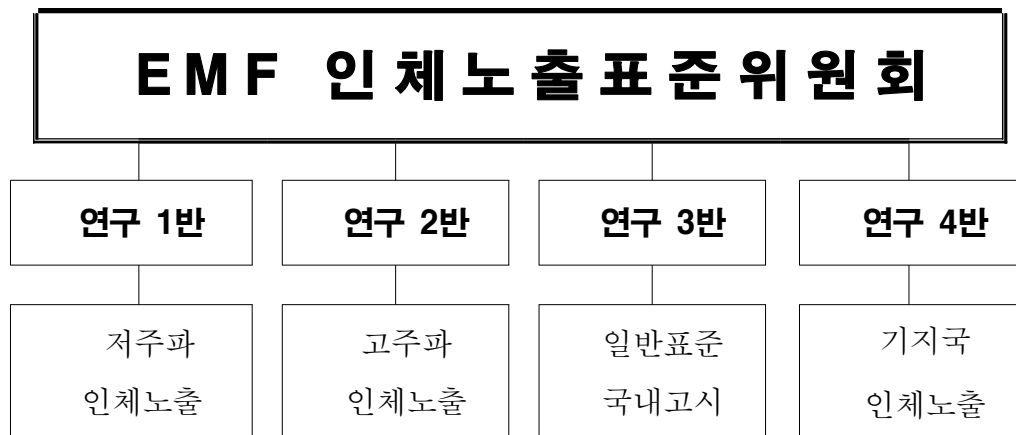 EMF 인체노출표준위원회
연구 1반
연구 2반
연구 3반
연구 4반
저주파
인체노출
고주파
인체노출
일반표준
국내고시
기지국
인체노출